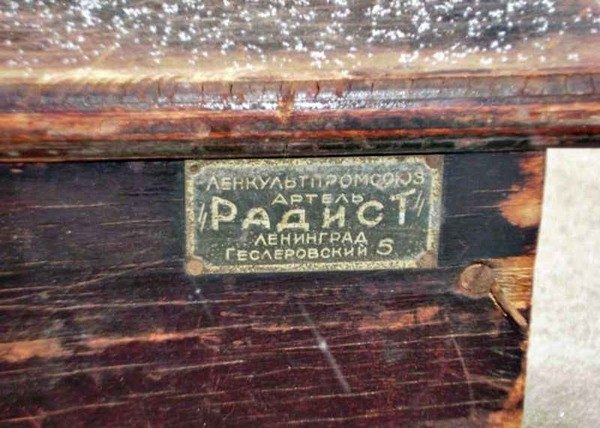 ЛЕНКУЛЬТПРОМСОЮЗ
АРТЕЛЬ
"РАДИСТ"
ЛЕНИНГРАД
ГЕСЛЕРОВСКИЙ 5